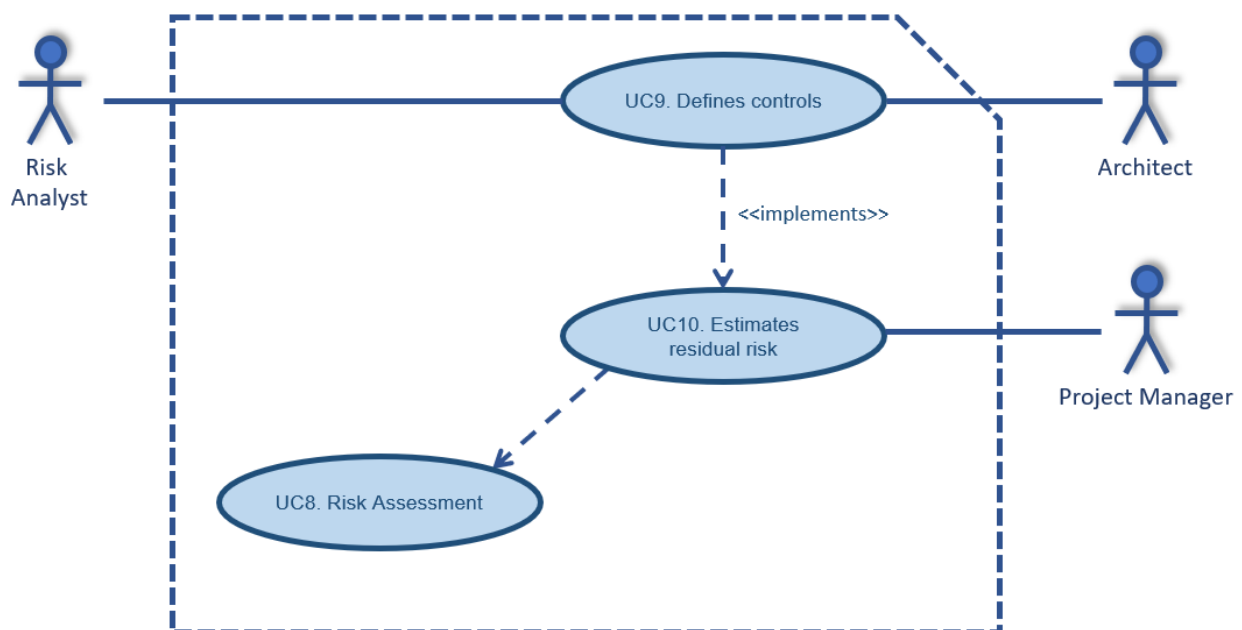 UC9. Defines controls
Risk
Analyst
Architect
<<implements>>
UC10. Estimates
residual risk
Project Manager
UC8. Risk Assessment